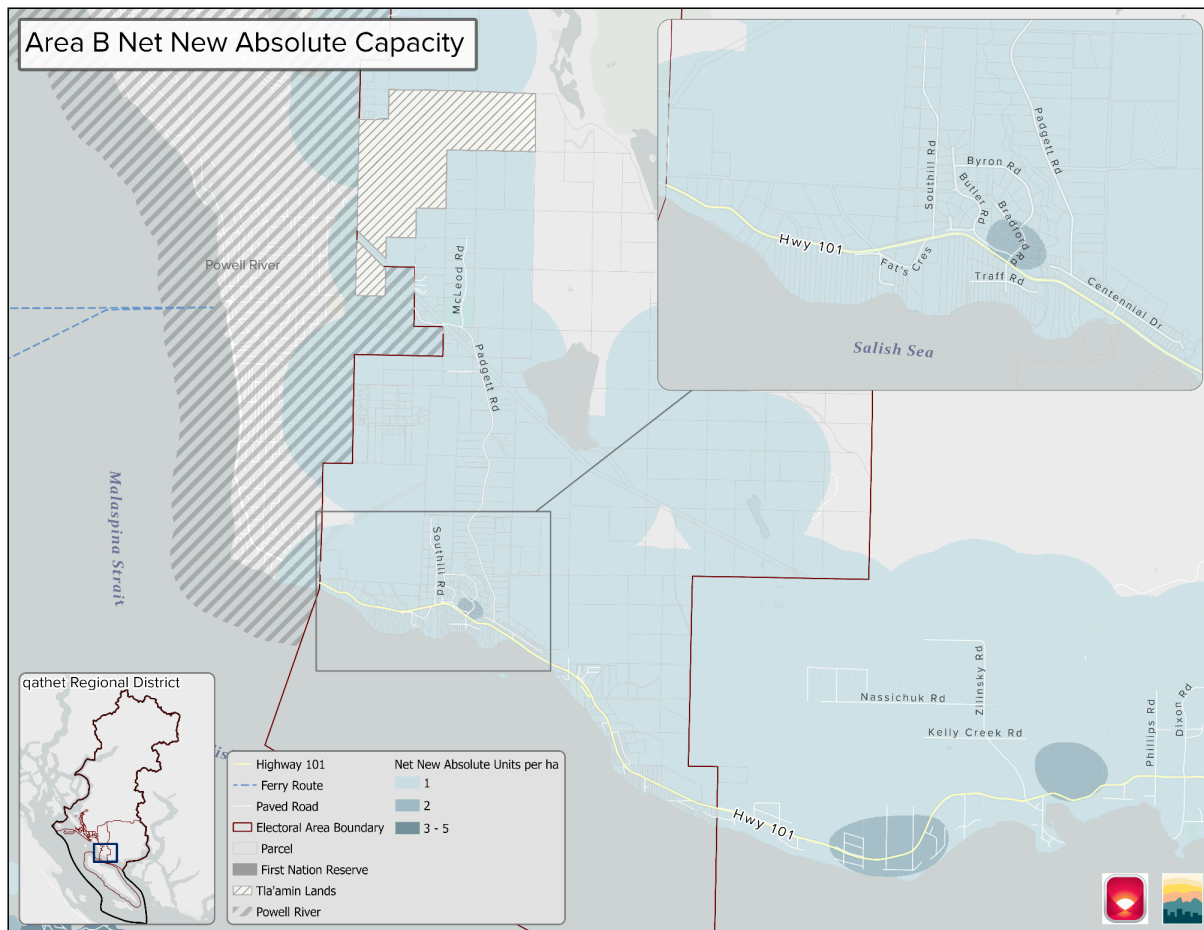 Area B Net New Absolute Capacity
Southill Rd
Byron Rd
Padgett Rd
Butler Rd
Bradford Rd
Hwy 101
Fat's Cres
Traff Rd
Centennial Dr
Salish Sea
Powell River
McLeod Rd
Padgett Rd
Malaspina Strait
Southill Rd
Nassichuk Rd
Zilinsky Rd
Kelly Creek Rd
Phillips Rd
Dixon Rd
Hwy 101
qathet Regional District
Highway 101
Ferry Route
Paved Road
Electoral Area Boundary
Parcel
First Nation Reserve
Tla'amin Lands
Powell River
Net New Absolute Units per ha
1
2
3 - 5